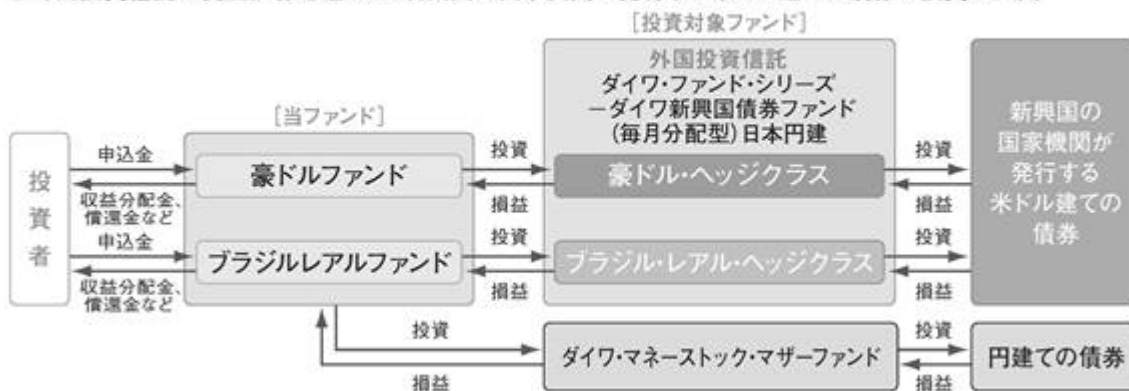 [投資対象ファンド]
外国投資信託
ダイワ・ファンド・シリーズ
－ダイワ新興国債券ファンド
(毎月分配型)日本円建
[当ファンド]
新興国の
国家機関が
発行する
米ドル建ての
債券
投資者
申込金
収益分配金、
償還金など
豪ドルファンド
投資
損益
豪ドル・ヘッジクラス
投資
損益
申込金
収益分配金、
償還金など
ブラジルレアルファンド
投資
損益
ブラジル・レアル・ヘッジクラス
投資
損益
投資
損益
ダイワ・マネーストック・マザーファンド
投資
損益
円建ての債券